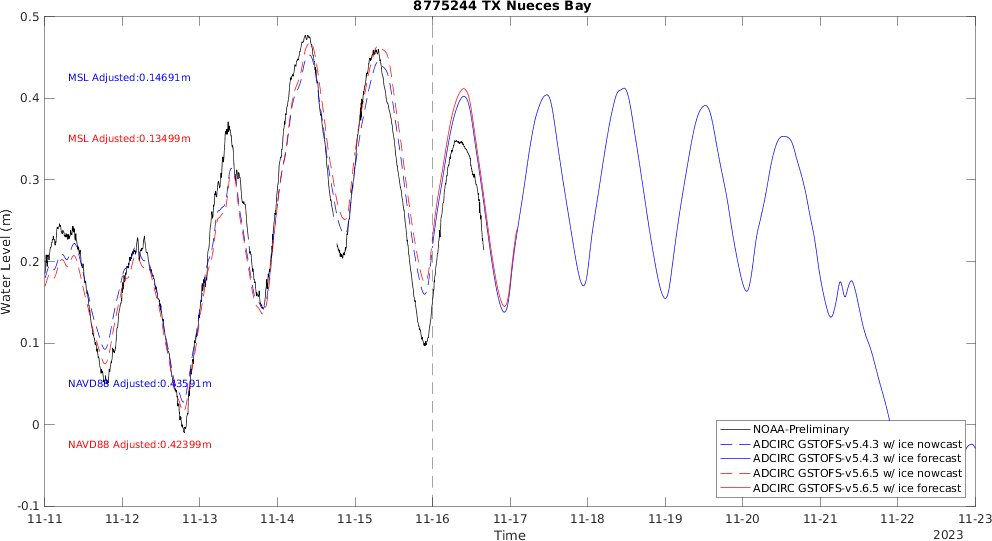 8775244 TX Nueces Bay
0.5
0.4
0.3
0.2
0.1
0
-0.1
Water Level (m)
MSL Adjusted:0.14691m
MSL Adjusted:0.13499m
NAVD88 Adjusted:0.43591m
NAVD88 Adjusted:0.42399m
NOAA-Preliminary
ADCIRC GSTOFS-v5.4.3 w/ ice nowcast
ADCIRC GSTOFS-v5.4.3 w/ ice forecast
ADCIRC GSTOFS-v5.6.5 w/ ice nowcast
ADCIRC GSTOFS-v5.6.5 w/ ice forecast
11-11 11-12 11-13 11-14 11-15 11-16 11-17 11-18 11-19 11-20 11-21 11-22 11-23
Time
2023